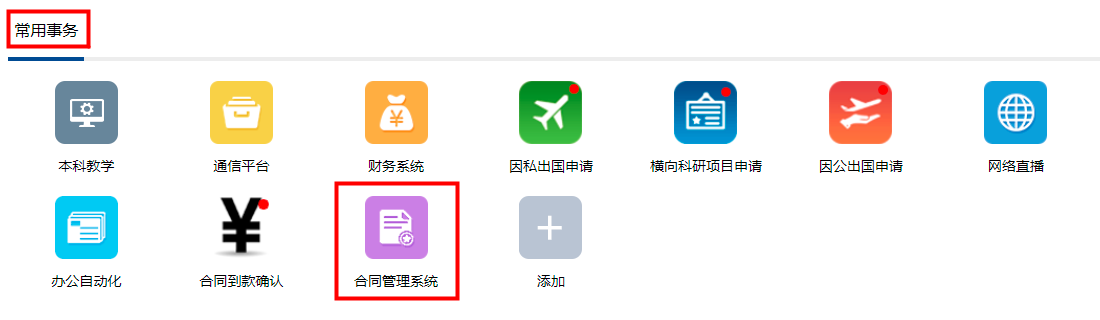 常用事务
本科教学
通信平台
财务系统
因私出国申请
横向科研项目申请
因公出国申请
网络直播
办公自动化
合同到款确认
合同管理系统
添加